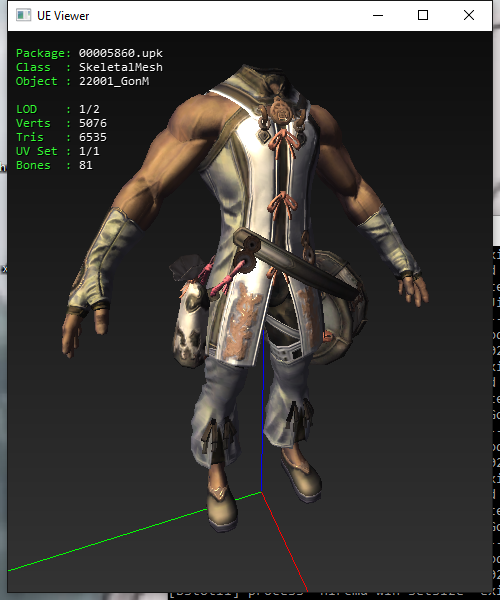 UE Viewer
Package: 00005860.upk
Class : SkeletalMesh
Object : 22001_GonM
LOD : 1/2
Verts : 5076
Tris : 6535
UV Set : 1/1
Bones : 81